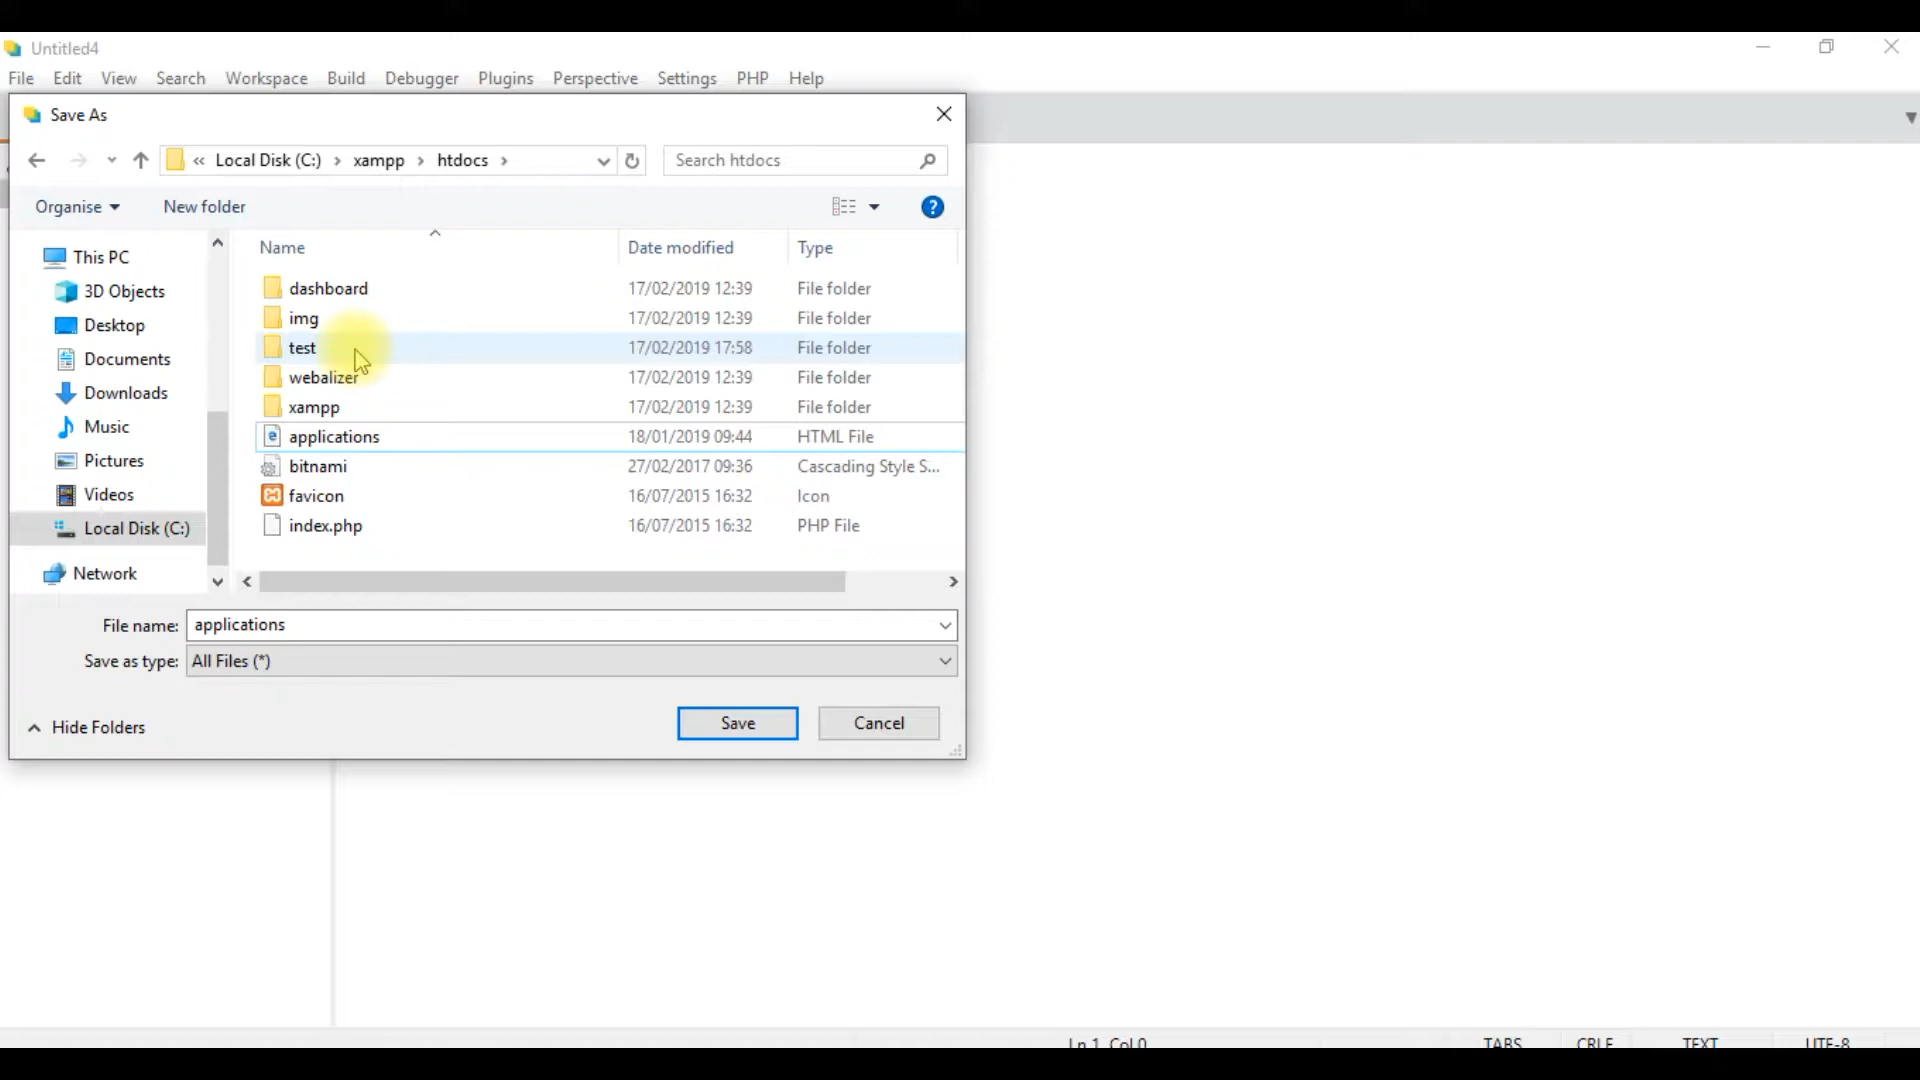 Untitled4
File Edit View Search Workspace Build Debugger Plugins Perspective Settings PHP Help
Save As
« Local Disk (C:) › xampp › htdocs ›
Search htdocs
Organise
New folder
Name Date modified Type
This PC
3D Objects
Desktop
Documents
Downloads
Music
Pictures
Videos
Local Disk (C:)
Network
dashboard 17/02/2019 12:39 File folder
img 17/02/2019 12:39 File folder
test 17/02/2019 17:58 File folder
webalizer 17/02/2019 12:39 File folder
xampp 17/02/2019 12:39 File folder
applications 18/01/2019 09:44 HTML File
bitnami 27/02/2017 09:36 Cascading Style S...
favicon 16/07/2015 16:32 Icon
index.php 16/07/2015 16:32 PHP File
File name: applications
Save as type: All Files (*)
Hide Folders
Save
Cancel
Ln 1, Col 0 TABS CRLF TEXT UTF-8